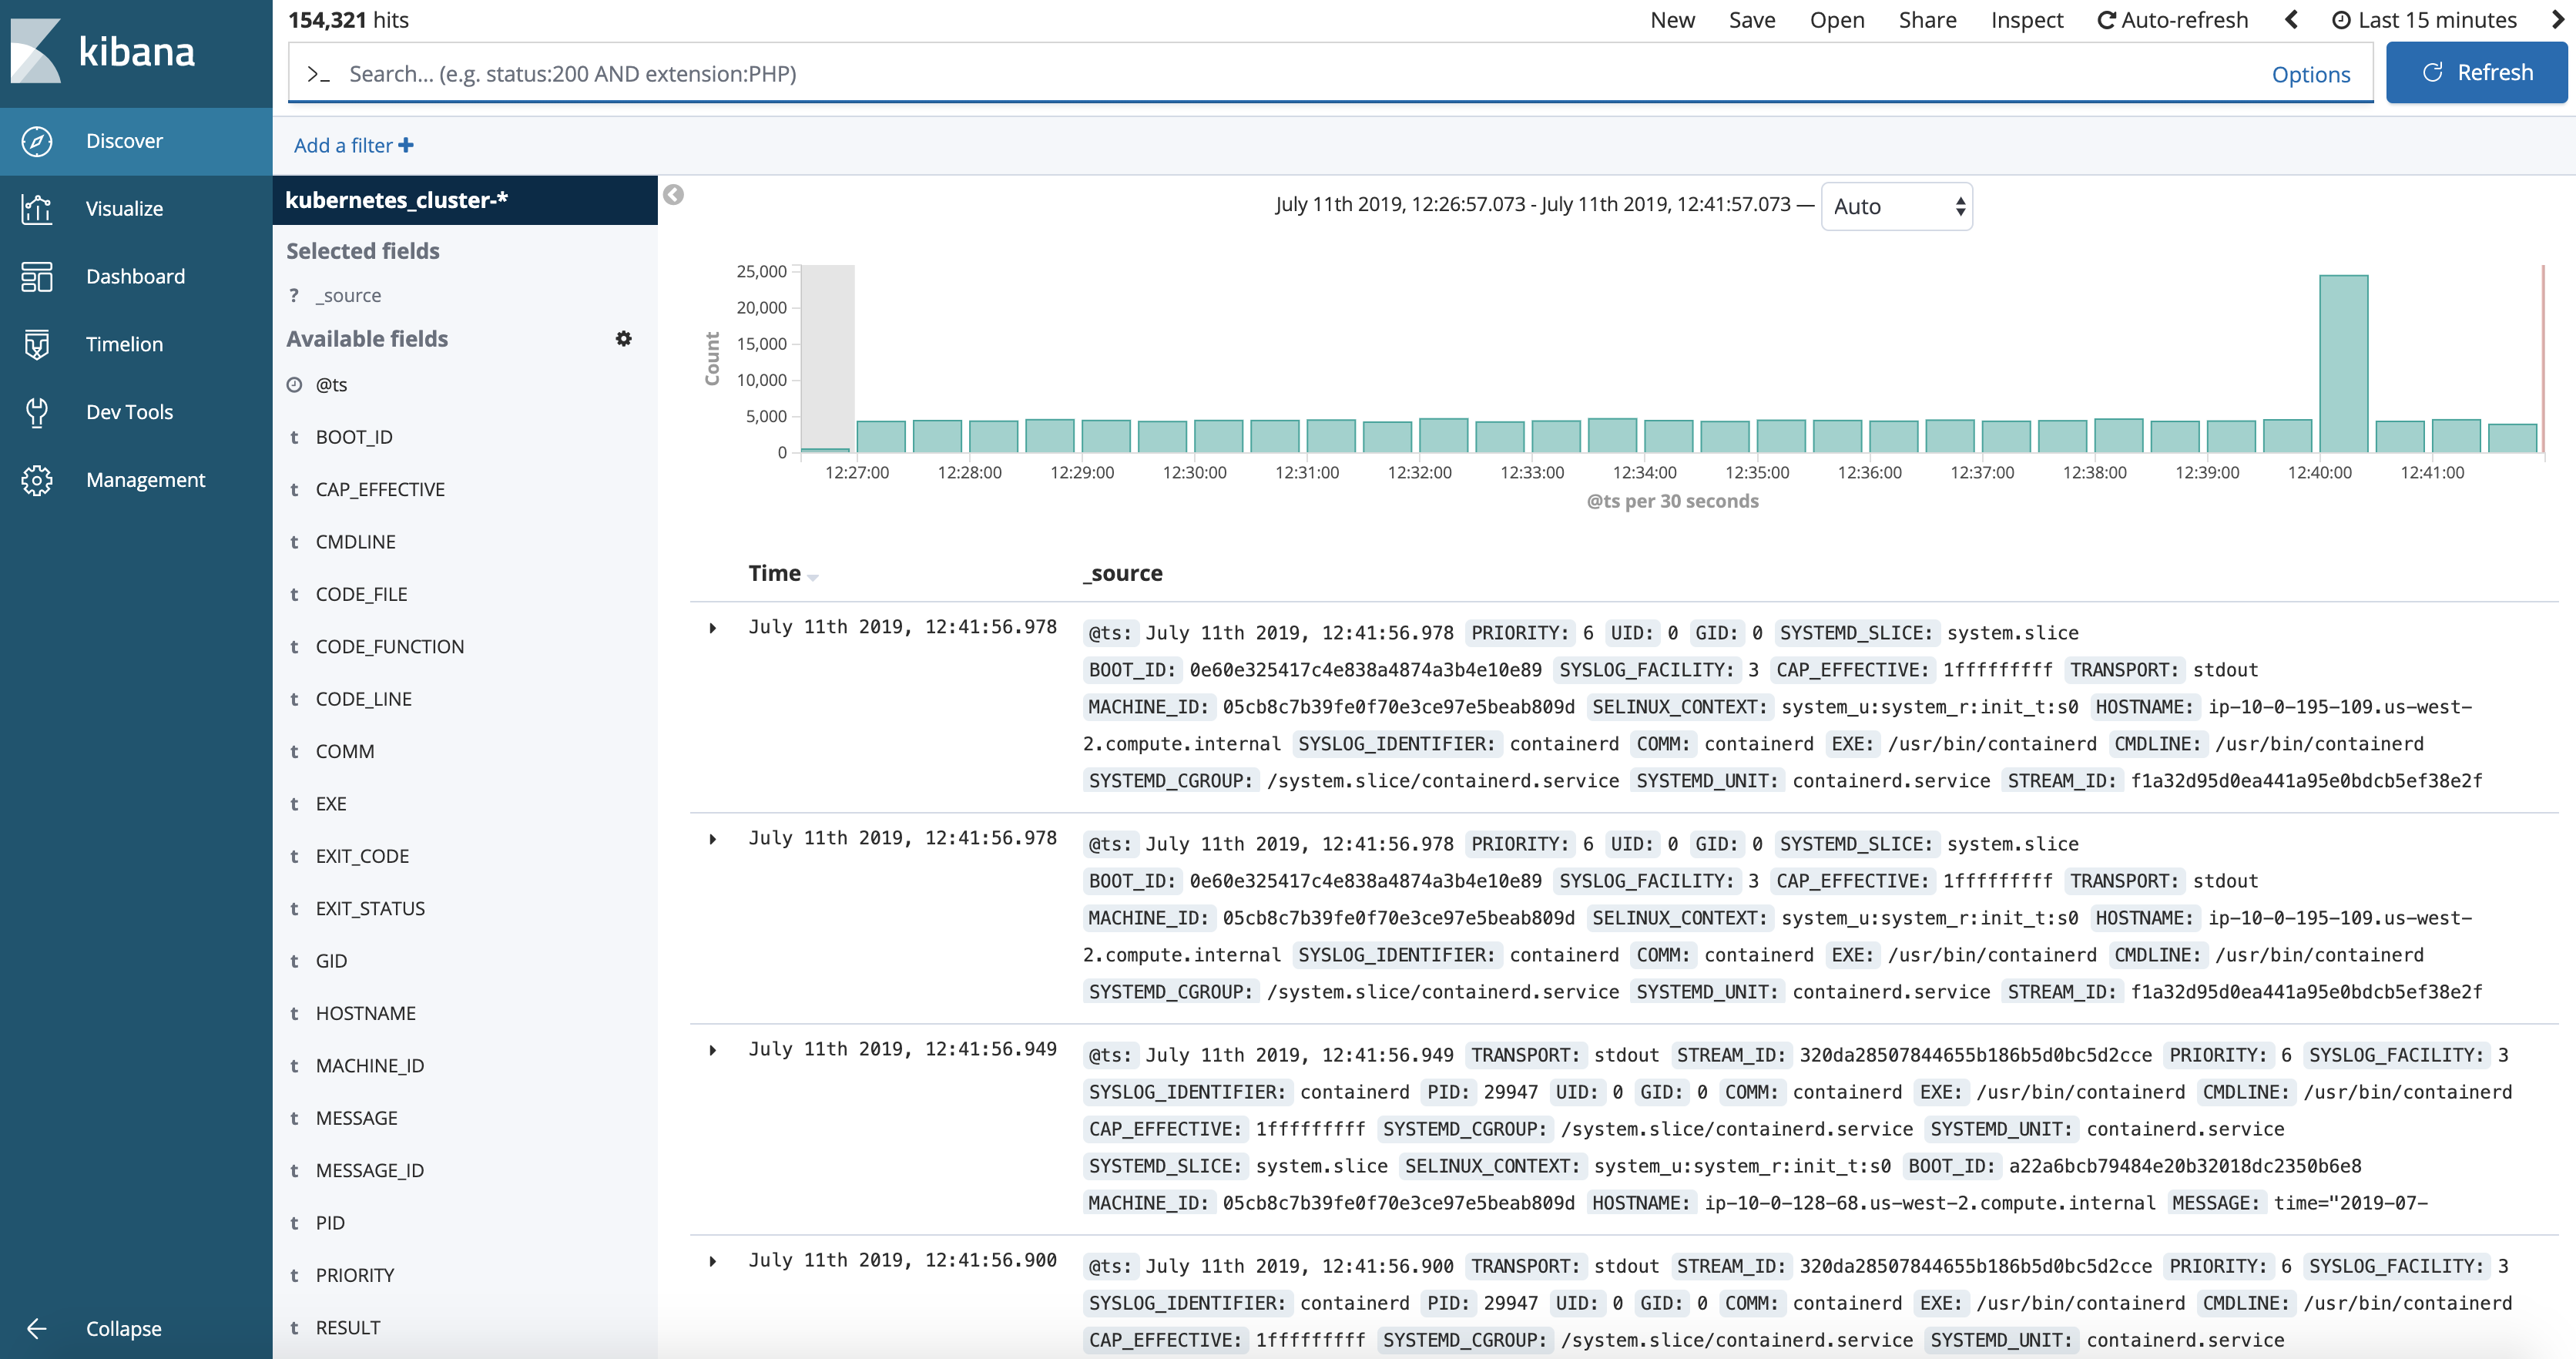 kibana
Discover
Visualize
Dashboard
Timelion
Dev Tools
Management
Collapse
154,321 hits
New Save Open Share Inspect Auto-refresh Last 15 minutes
>_ Search... (e.g. status:200 AND extension:PHP) Options Refresh
Add a filter +
kubernetes_cluster-*
Selected fields
? _source
Available fields
@ts
t BOOT_ID
t CAP_EFFECTIVE
t CMDLINE
t CODE_FILE
t CODE_FUNCTION
t CODE_LINE
t COMM
t EXE
t EXIT_CODE
t EXIT_STATUS
t GID
t HOSTNAME
t MACHINE_ID
t MESSAGE
t MESSAGE_ID
t PID
t PRIORITY
t RESULT
July 11th 2019, 12:26:57.073 - July 11th 2019, 12:41:57.073 — Auto
Count
25,000
20,000
15,000
10,000
5,000
0
12:27:00 12:28:00 12:29:00 12:30:00 12:31:00 12:32:00 12:33:00 12:34:00 12:35:00 12:36:00 12:37:00 12:38:00 12:39:00 12:40:00 12:41:00
@ts per 30 seconds
Time _source
July 11th 2019, 12:41:56.978 @ts: July 11th 2019, 12:41:56.978 PRIORITY: 6 UID: 0 GID: 0 SYSTEMD_SLICE: system.slice
BOOT_ID: 0e60e325417c4e838a4874a3b4e10e89 SYSLOG_FACILITY: 3 CAP_EFFECTIVE: 1fffffffff TRANSPORT: stdout
MACHINE_ID: 05cb8c7b39fe0f70e3ce97e5beab809d SELINUX_CONTEXT: system_u:system_r:init_t:s0 HOSTNAME: ip-10-0-195-109.us-west-
2.compute.internal SYSLOG_IDENTIFIER: containerd COMM: containerd EXE: /usr/bin/containerd CMDLINE: /usr/bin/containerd
SYSTEMD_CGROUP: /system.slice/containerd.service SYSTEMD_UNIT: containerd.service STREAM_ID: f1a32d95d0ea441a95e0bdcb5ef38e2f
July 11th 2019, 12:41:56.978 @ts: July 11th 2019, 12:41:56.978 PRIORITY: 6 UID: 0 GID: 0 SYSTEMD_SLICE: system.slice
BOOT_ID: 0e60e325417c4e838a4874a3b4e10e89 SYSLOG_FACILITY: 3 CAP_EFFECTIVE: 1fffffffff TRANSPORT: stdout
MACHINE_ID: 05cb8c7b39fe0f70e3ce97e5beab809d SELINUX_CONTEXT: system_u:system_r:init_t:s0 HOSTNAME: ip-10-0-195-109.us-west-
2.compute.internal SYSLOG_IDENTIFIER: containerd COMM: containerd EXE: /usr/bin/containerd CMDLINE: /usr/bin/containerd
SYSTEMD_CGROUP: /system.slice/containerd.service SYSTEMD_UNIT: containerd.service STREAM_ID: f1a32d95d0ea441a95e0bdcb5ef38e2f
July 11th 2019, 12:41:56.949 @ts: July 11th 2019, 12:41:56.949 TRANSPORT: stdout STREAM_ID: 320da28507844655b186b5d0bc5d2cce PRIORITY: 6 SYSLOG_FACILITY: 3
SYSLOG_IDENTIFIER: containerd PID: 29947 UID: 0 GID: 0 COMM: containerd EXE: /usr/bin/containerd CMDLINE: /usr/bin/containerd
CAP_EFFECTIVE: 1fffffffff SYSTEMD_CGROUP: /system.slice/containerd.service SYSTEMD_UNIT: containerd.service
SYSTEMD_SLICE: system.slice SELINUX_CONTEXT: system_u:system_r:init_t:s0 BOOT_ID: a22a6bcb79484e20b32018dc2350b6e8
MACHINE_ID: 05cb8c7b39fe0f70e3ce97e5beab809d HOSTNAME: ip-10-0-128-68.us-west-2.compute.internal MESSAGE: time="2019-07-
July 11th 2019, 12:41:56.900 @ts: July 11th 2019, 12:41:56.900 TRANSPORT: stdout STREAM_ID: 320da28507844655b186b5d0bc5d2cce PRIORITY: 6 SYSLOG_FACILITY: 3
SYSLOG_IDENTIFIER: containerd PID: 29947 UID: 0 GID: 0 COMM: containerd EXE: /usr/bin/containerd CMDLINE: /usr/bin/containerd
CAP_EFFECTIVE: 1fffffffff SYSTEMD_CGROUP: /system.slice/containerd.service SYSTEMD_UNIT: containerd.service